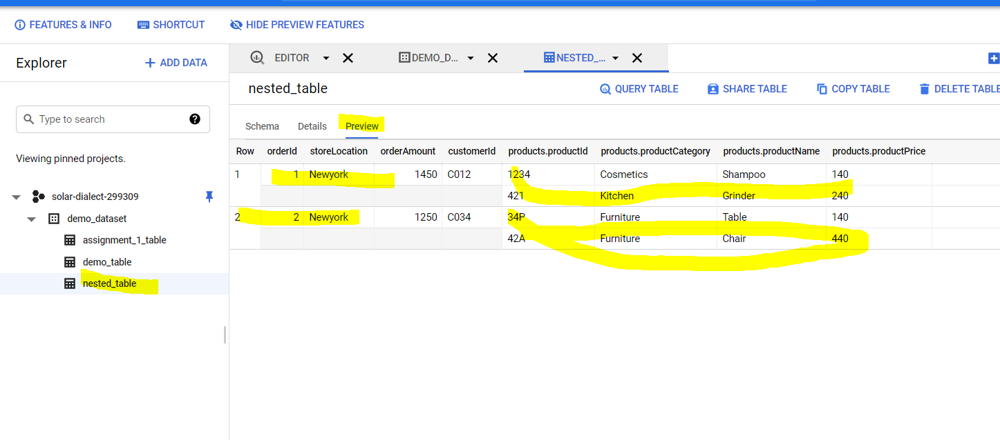 FEATURES & INFO SHORTCUT HIDE PREVIEW FEATURES
Explorer
ADD DATA
EDITOR DEMO_D... NESTED_...
nested_table
QUERY TABLE SHARE TABLE COPY TABLE DELETE TABLE
Type to search
Schema Details Preview
Viewing pinned projects.
solar-dialect-299309
demo_dataset
assignment_1_table
demo_table
nested_table
Row orderId storeLocation orderAmount customerId products.productId products.productCategory products.productName products.productPrice
1 1 Newyork 1450 C012 1234 Cosmetics Shampoo 140
421 Kitchen Grinder 240
2 2 Newyork 1250 C034 34P Furniture Table 140
42A Furniture Chair 440